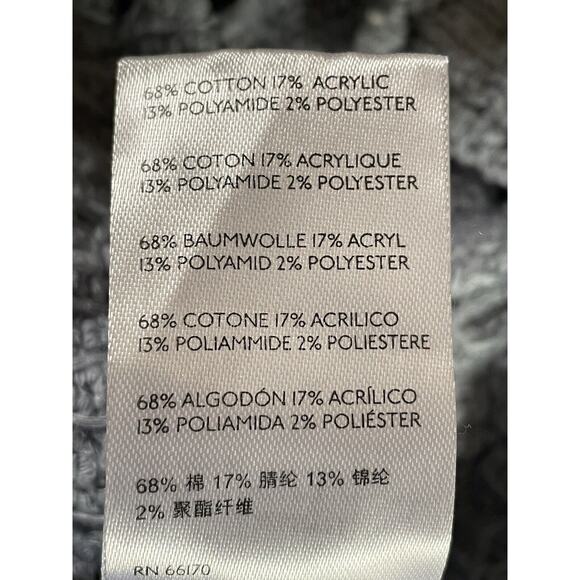 68% COTTON 17% ACRYLIC
13% POLYAMIDE 2% POLYESTER
68% COTON 17% ACRYLIQUE
13% POLYAMIDE 2% POLYESTER
68% BAUMWOLLE 17% ACRYL
13% POLYAMID 2% POLYESTER
68% COTONE 17% ACRILICO
13% POLIAMMIDE 2% POLIESTERE
68% ALGODÓN 17% ACRÍLICO
13% POLIAMIDA 2% POLIÉSTER
68% 棉 17% 腈纶 13% 锦纶
2% 聚酯纤维
RN 66170